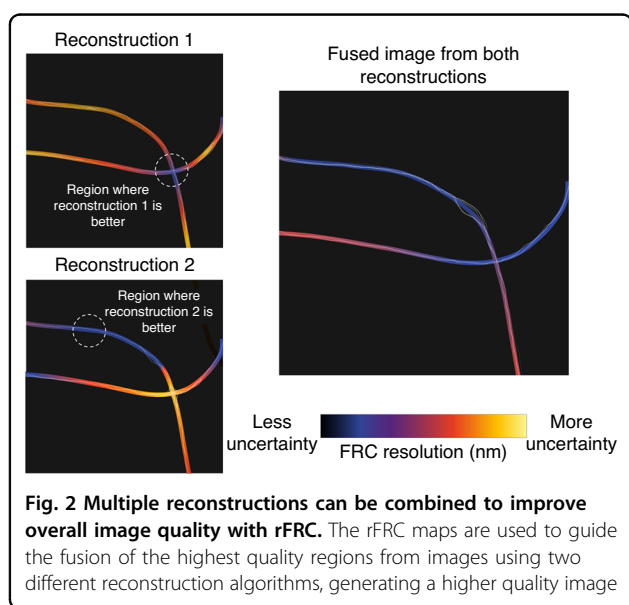 Reconstruction 1
Region where
reconstruction 1 is
better
Reconstruction 2
Region where
reconstruction 2 is
better
Fused image from both
reconstructions
Less
uncertainty
FRC resolution (nm)
More
uncertainty
Fig. 2 Multiple reconstructions can be combined to improve
overall image quality with rFRC. The rFRC maps are used to guide
the fusion of the highest quality regions from images using two
different reconstruction algorithms, generating a higher quality image